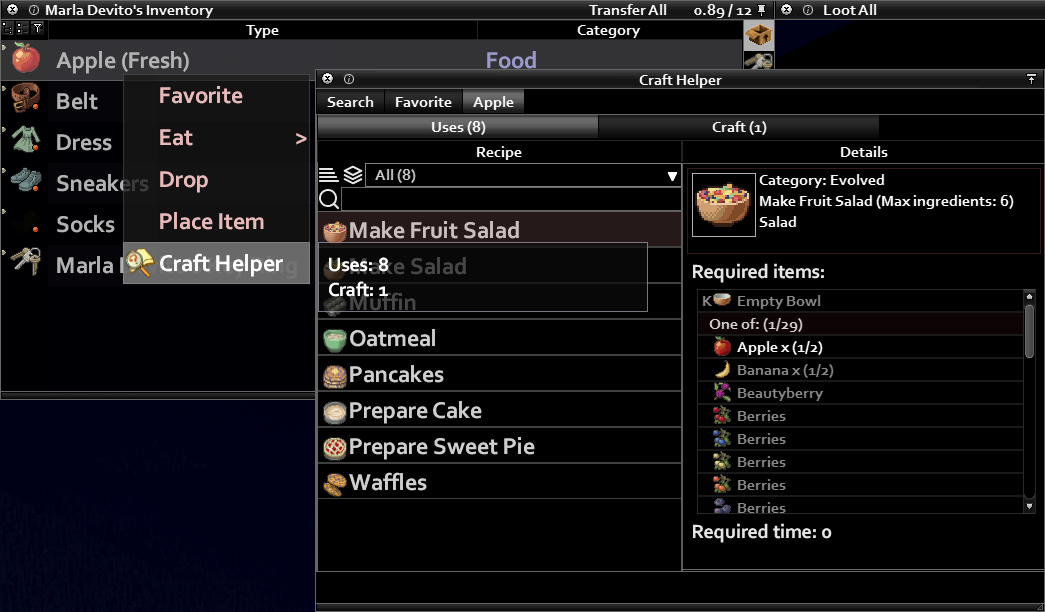 Marla Devito's Inventory
Transfer All
0.89 / 12
Loot All
Type
Category
Apple (Fresh)
Food
Belt
Dress
Sneakers
Socks
Marla
Favorite
Eat >
Drop
Place Item
Craft Helper
Craft Helper
Search
Favorite
Apple
Uses (8)
Craft (1)
Recipe
Details
All (8)
Make Fruit Salad
Make Salad
Muffin
Oatmeal
Pancakes
Prepare Cake
Prepare Sweet Pie
Waffles
Uses: 8
Craft: 1
Category: Evolved
Make Fruit Salad (Max ingredients: 6)
Salad
Required items:
K Empty Bowl
One of: (1/29)
Apple x (1/2)
Banana x (1/2)
Beautyberry
Berries
Berries
Berries
Berries
Berries
Required time: 0